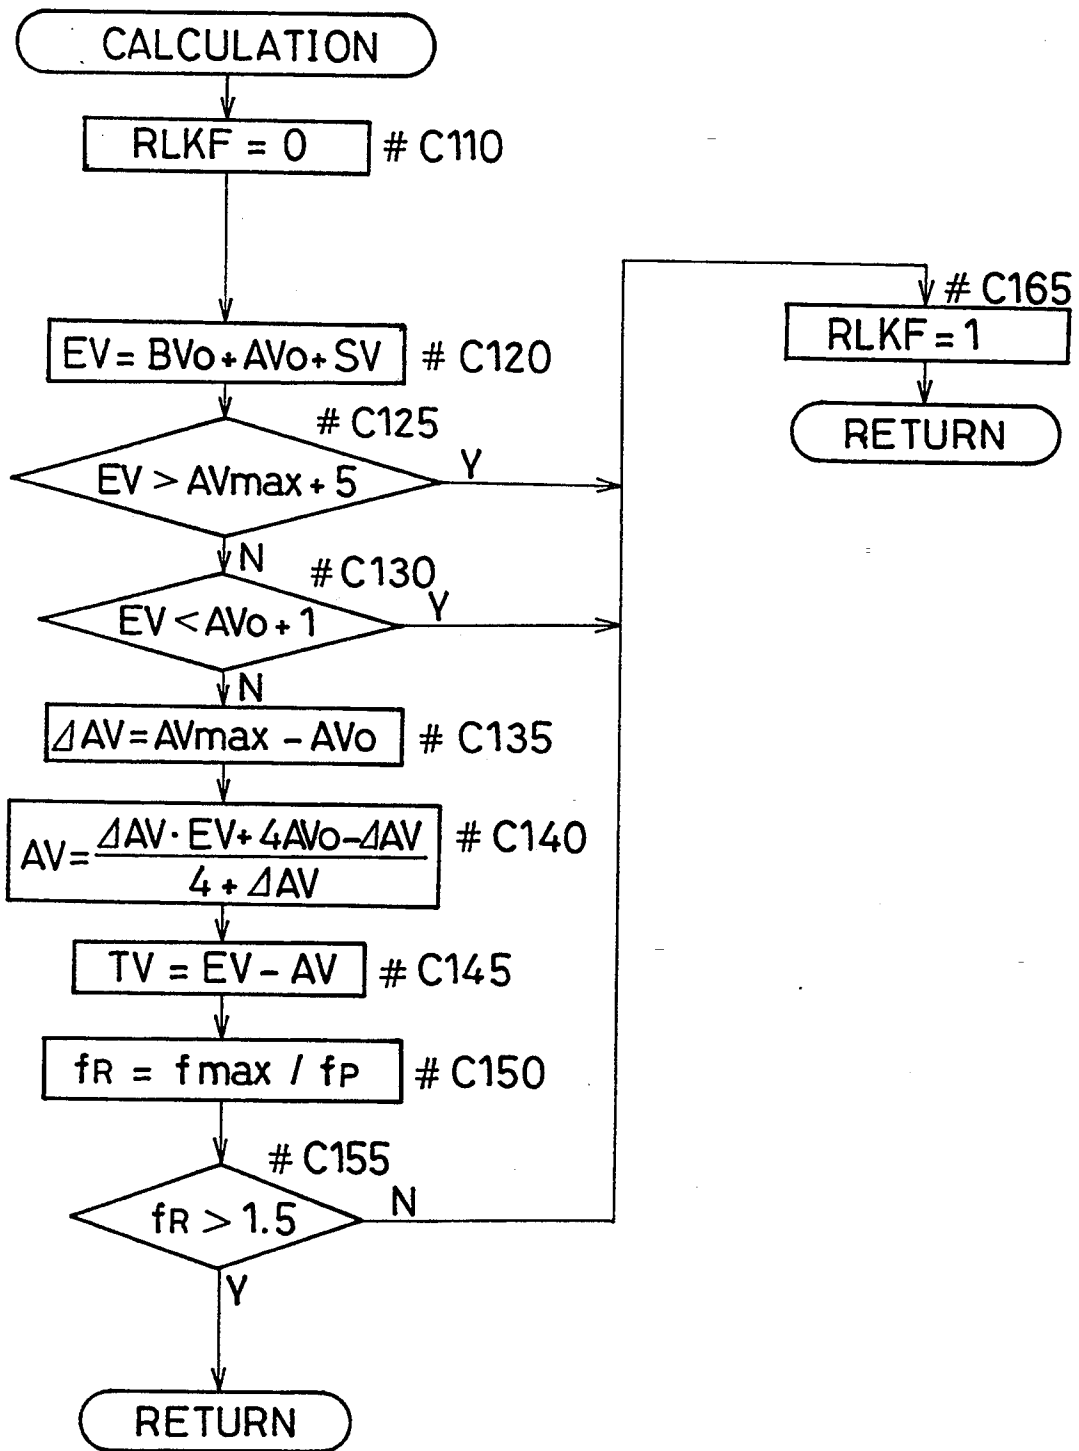 CALCULATION
RLKF = 0 # C110
# C165
RLKF = 1
RETURN
EV = BVo + AVo + SV # C120
# C125
EV > AVmax + 5 Y
N
# C130
EV < AVo + 1 Y
N
ΔAV = AVmax - AVo # C135
AV = ΔAV · EV + 4AVo - ΔAV / 4 + ΔAV # C140
TV = EV - AV # C145
fR = fmax / fP # C150
# C155
fR > 1.5 N
Y
RETURN